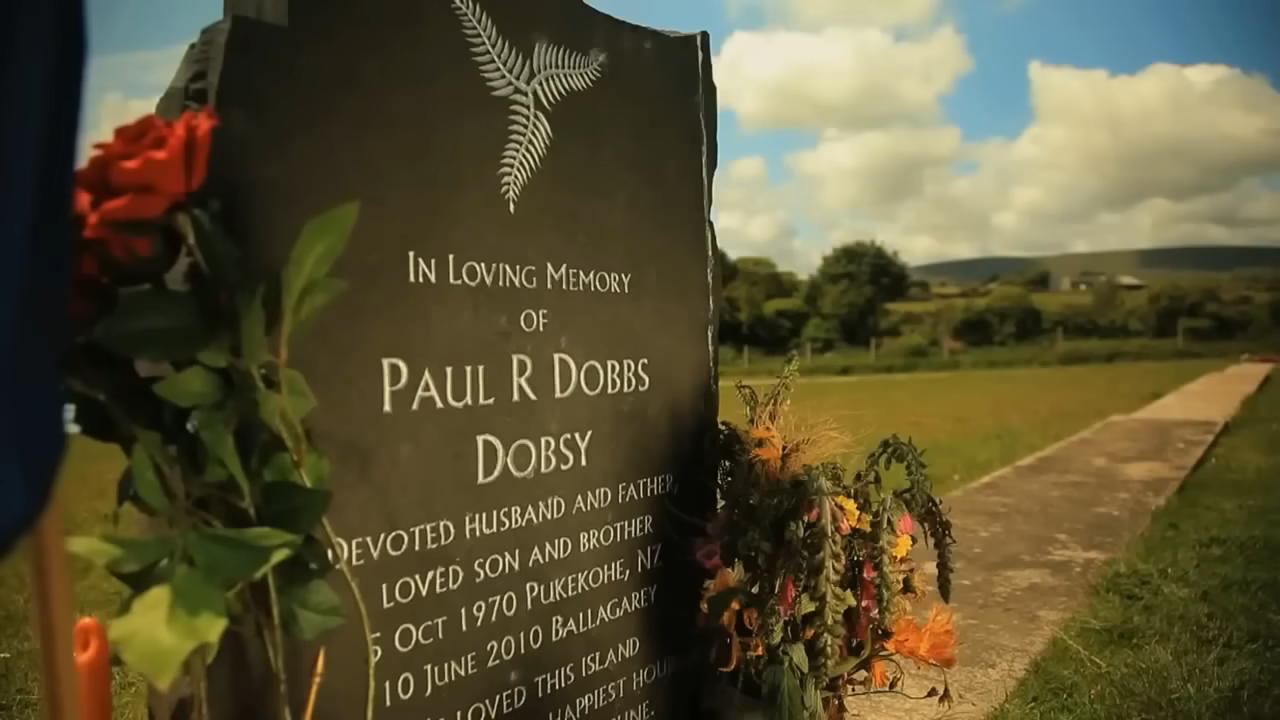 IN LOVING MEMORY
OF
PAUL R DOBBS
DOBSY
DEVOTED HUSBAND AND FATHER,
LOVED SON AND BROTHER
5 OCT 1970 PUKEKOHE, NZ
10 JUNE 2010 BALLAGAREY
LOVED THIS ISLAND
HAPPIEST